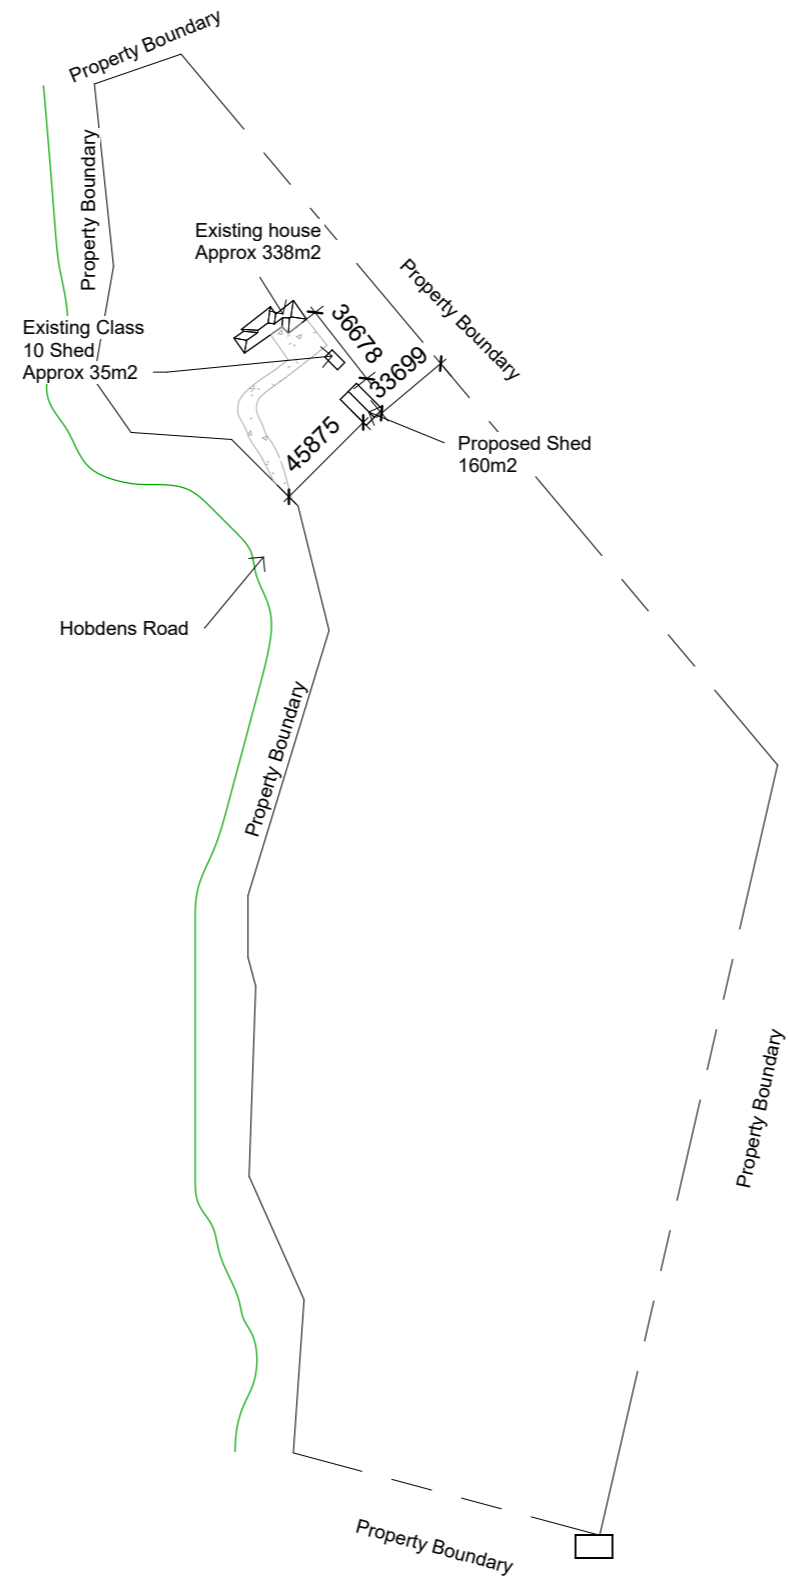 Property Boundary
Property Boundary
Existing house
Approx 338m2
Property Boundary
Existing Class
10 Shed
Approx 35m2
36678
33699
45875
Proposed Shed
160m2
Hobdens Road
Property Boundary
Property Boundary
Property Boundary